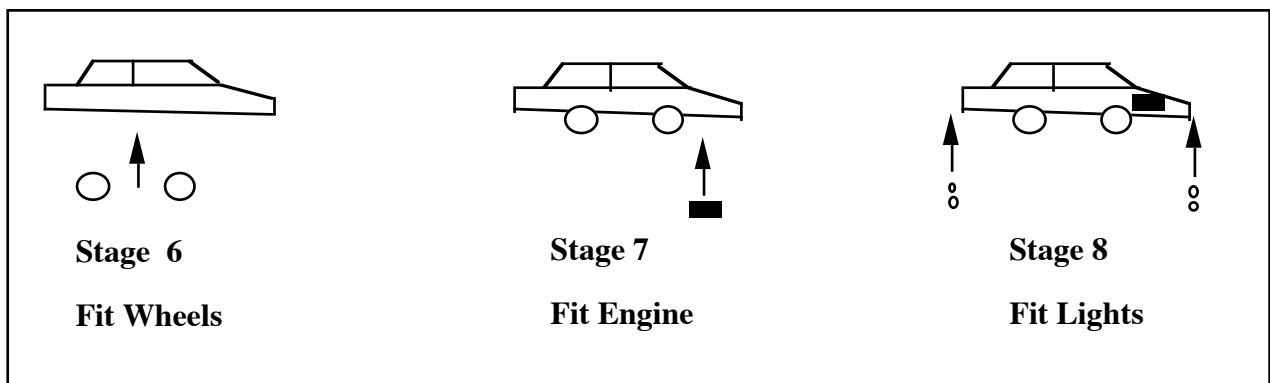 Stage 6
Fit Wheels
Stage 7
Fit Engine
Stage 8
Fit Lights